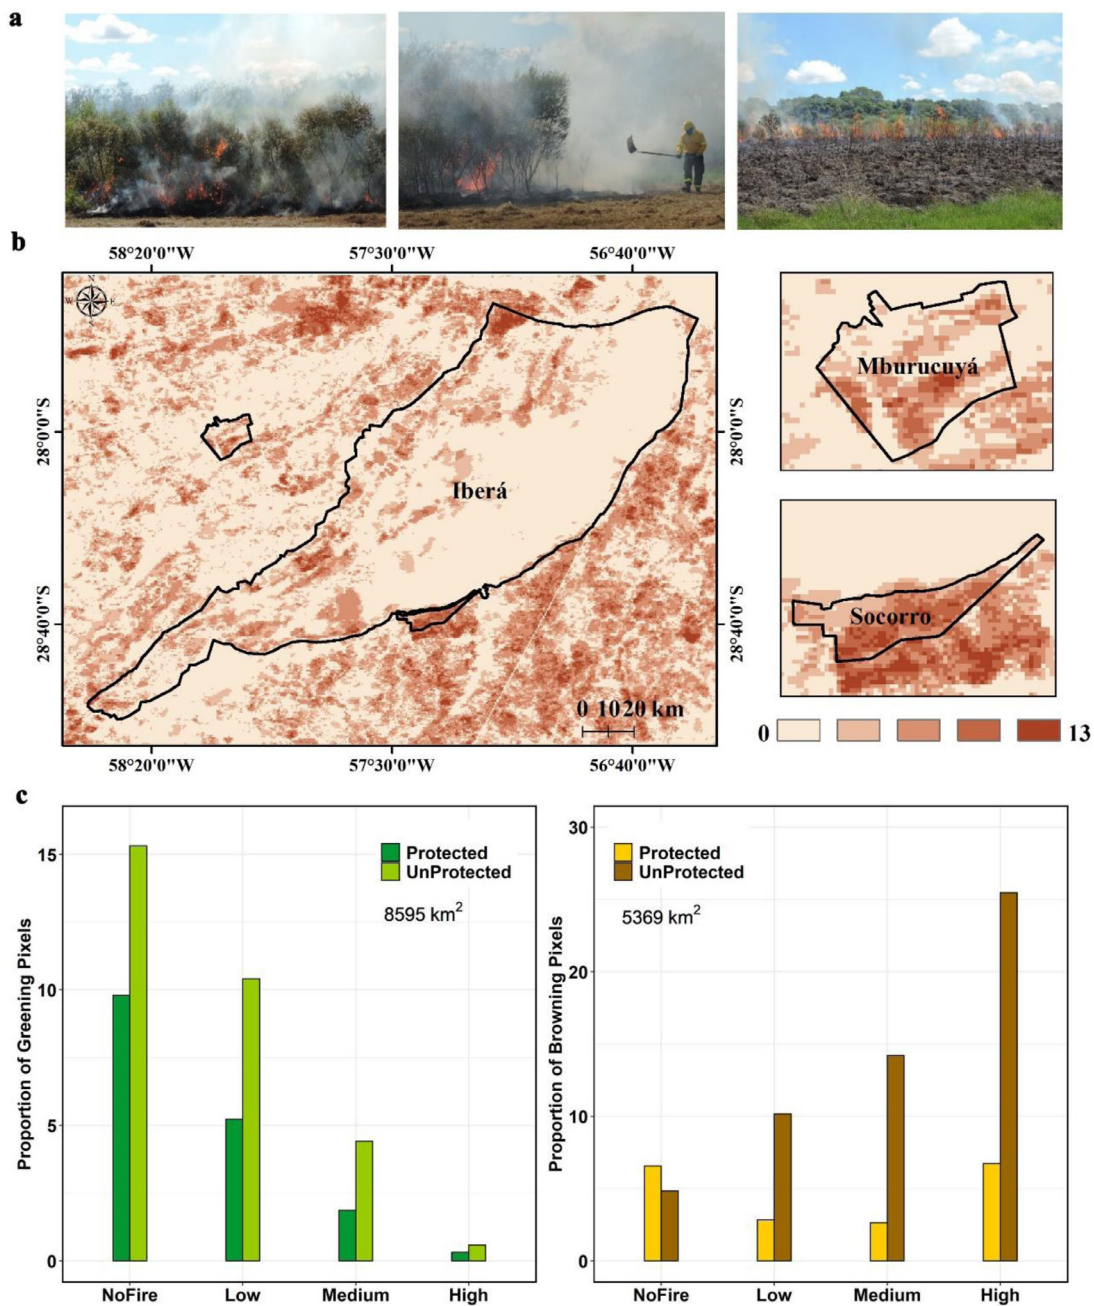 a
b
58°20'0"W 57°30'0"W 56°40'0"W
N
W E
S
28°0'0"S
28°0'0"S
28°40'0"S
28°40'0"S
Iberá
0 1020 km
58°20'0"W 57°30'0"W 56°40'0"W
Mburucuyá
Socorro
0 13
c
Proportion of Greening Pixels
15
10
5
0
Protected
UnProtected
8595 km²
NoFire Low Medium High
Proportion of Browning Pixels
30
20
10
0
Protected
UnProtected
5369 km²
NoFire Low Medium High